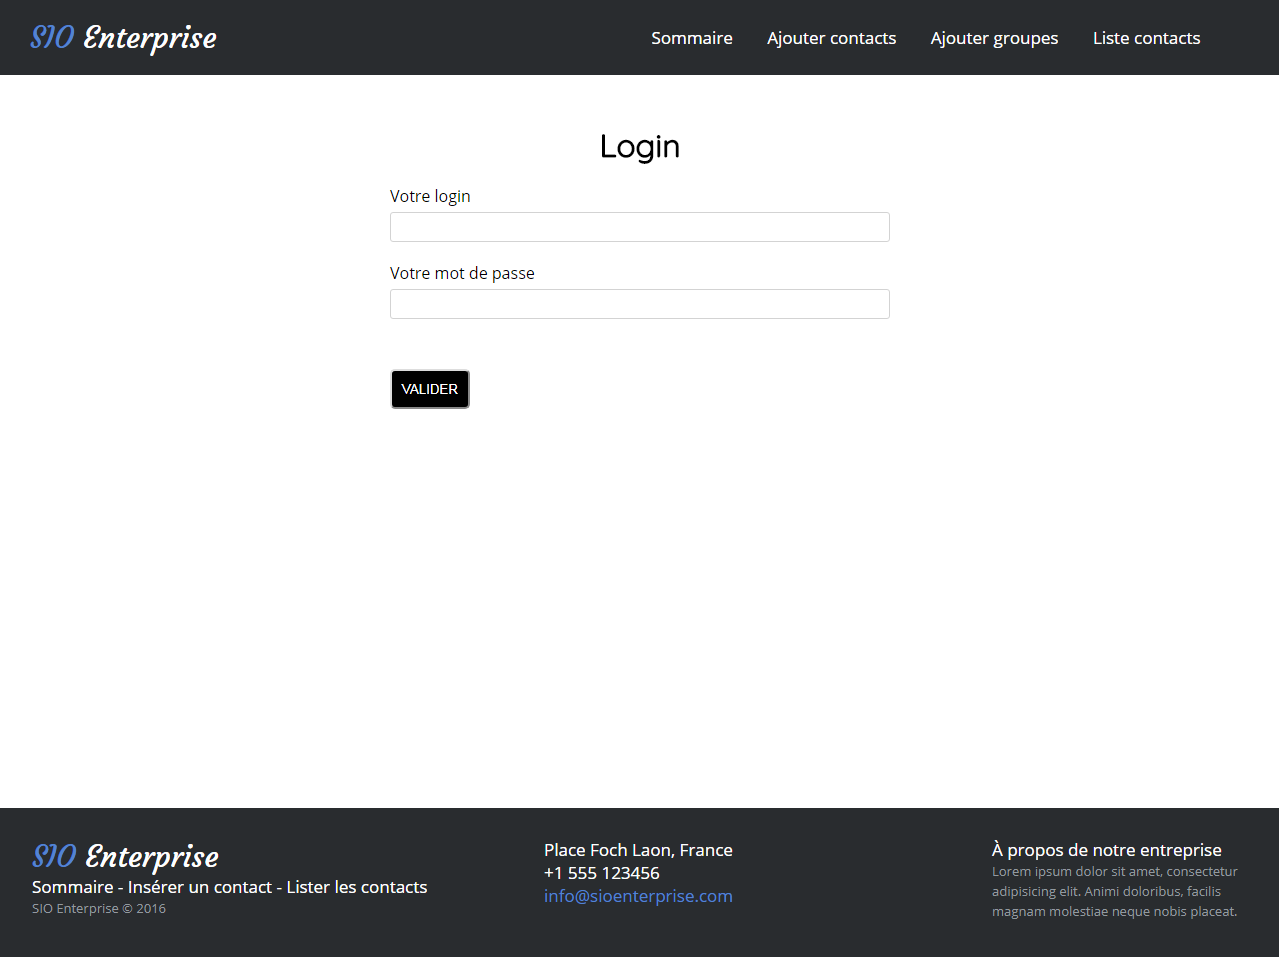 SIO Enterprise
Sommaire Ajouter contacts Ajouter groupes Liste contacts
Login
Votre login
Votre mot de passe
VALIDER
SIO Enterprise
Sommaire - Insérer un contact - Lister les contacts
SIO Enterprise © 2016
Place Foch Laon, France
+1 555 123456
info@sioenterprise.com
À propos de notre entreprise
Lorem ipsum dolor sit amet, consectetur
adipisicing elit. Animi doloribus, facilis
magnam molestiae neque nobis placeat.